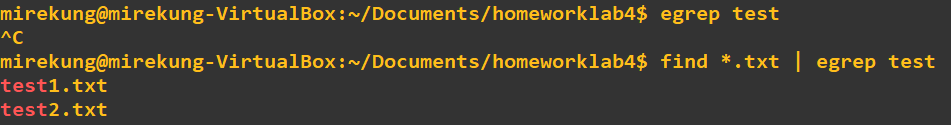 mirekung@mirekung-VirtualBox:~/Documents/homeworklab4$ egrep test
^C
mirekung@mirekung-VirtualBox:~/Documents/homeworklab4$ find *.txt | egrep test
test1.txt
test2.txt